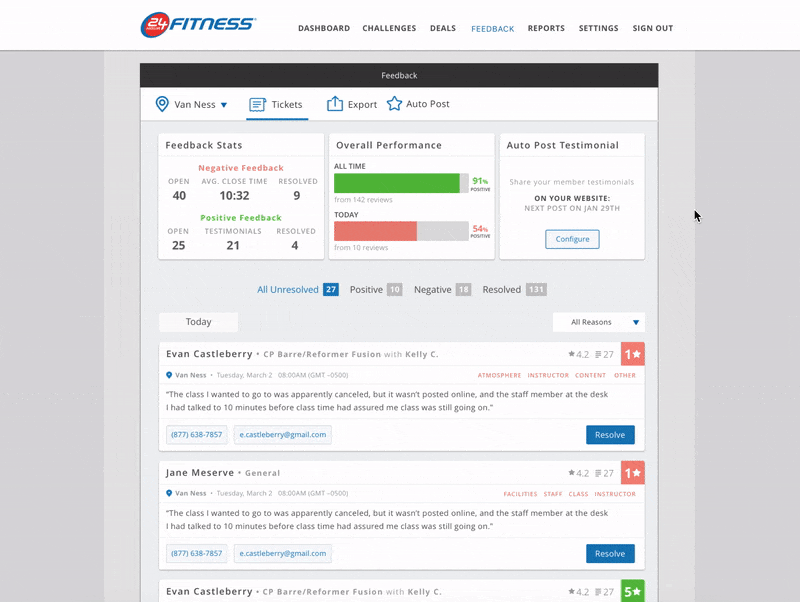 24 FITNESS
DASHBOARD CHALLENGES DEALS FEEDBACK REPORTS SETTINGS SIGN OUT
Feedback
Van Ness Tickets Export Auto Post
Feedback Stats
Negative Feedback
OPEN AVG. CLOSE TIME RESOLVED
40 10:32 9
Positive Feedback
OPEN TESTIMONIALS RESOLVED
25 21 4
Overall Performance
ALL TIME
91% POSITIVE
from 142 reviews
TODAY
54% POSITIVE
from 10 reviews
Auto Post Testimonial
Share your member testimonials
ON YOUR WEBSITE:
NEXT POST ON JAN 29TH
Configure
All Unresolved 27 Positive 10 Negative 18 Resolved 131
Today All Reasons
Evan Castleberry • CP Barre/Reformer Fusion with Kelly C. 4.2 27 1★
Van Ness • Tuesday, March 2 08:00AM (GMT –0500) ATMOSPHERE INSTRUCTOR CONTENT OTHER
"The class I wanted to go to was apparently canceled, but it wasn't posted online, and the staff member at the desk
I had talked to 10 minutes before class time had assured me class was still going on."
(877) 638-7857 e.castleberry@gmail.com Resolve
Jane Meserve • General 4.2 27 1★
Van Ness • Tuesday, March 2 08:00AM (GMT –0500) FACILITIES STAFF CLASS INSTRUCTOR
"The class I wanted to go to was apparently canceled, but it wasn't posted online, and the staff member at the desk
I had talked to 10 minutes before class time had assured me class was still going on."
(877) 638-7857 e.castleberry@gmail.com Resolve
Evan Castleberry • CP Barre/Reformer Fusion with Kelly C. 4.2 27 5★